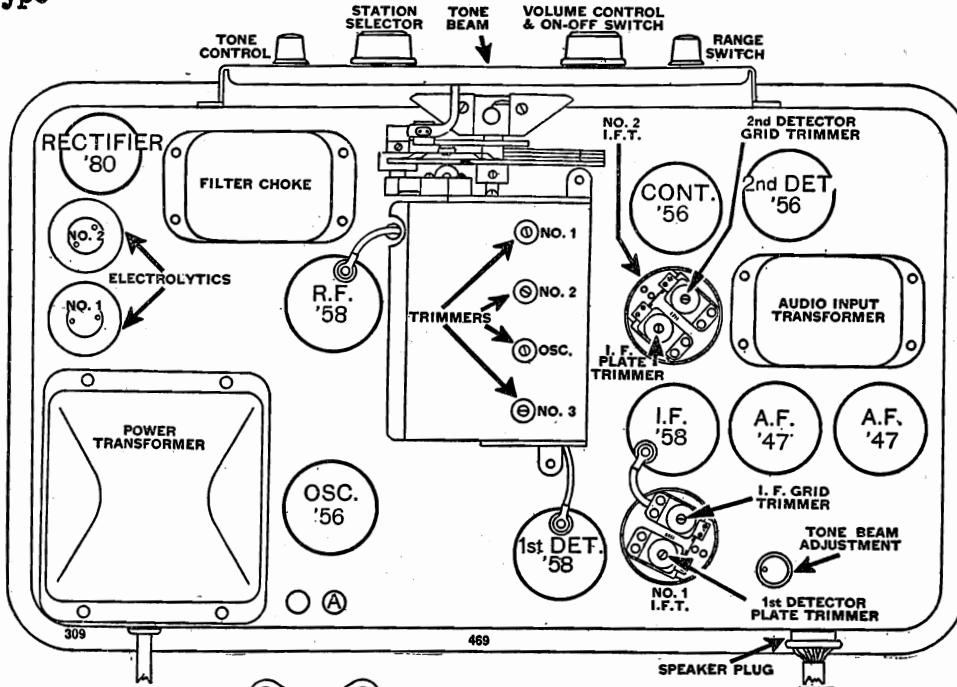 ype
STATION
SELECTOR
TONE
BEAM
VOLUME CONTROL
& ON-OFF SWITCH
TONE
CONTROL
RANGE
SWITCH
RECTIFIER
'80
FILTER CHOKE
NO. 2
I.F.T.
2nd DETECTOR
GRID TRIMMER
CONT.
'56
2nd DET.
'56
NO. 2
ELECTROLYTICS
NO. 1
R.F.
'58
TRIMMERS
NO. 1
NO. 2
OSC.
NO. 3
I. F.
PLATE
TRIMMER
AUDIO INPUT
TRANSFORMER
POWER
TRANSFORMER
I.F.
'58
A.F.
'47
A.F.
'47
OSC.
'56
1st DET.
'58
I. F. GRID
TRIMMER
TONE BEAM
ADJUSTMENT
NO. 1
I.F.T.
1st DETECTOR
PLATE TRIMMER
A
309
469
SPEAKER PLUG